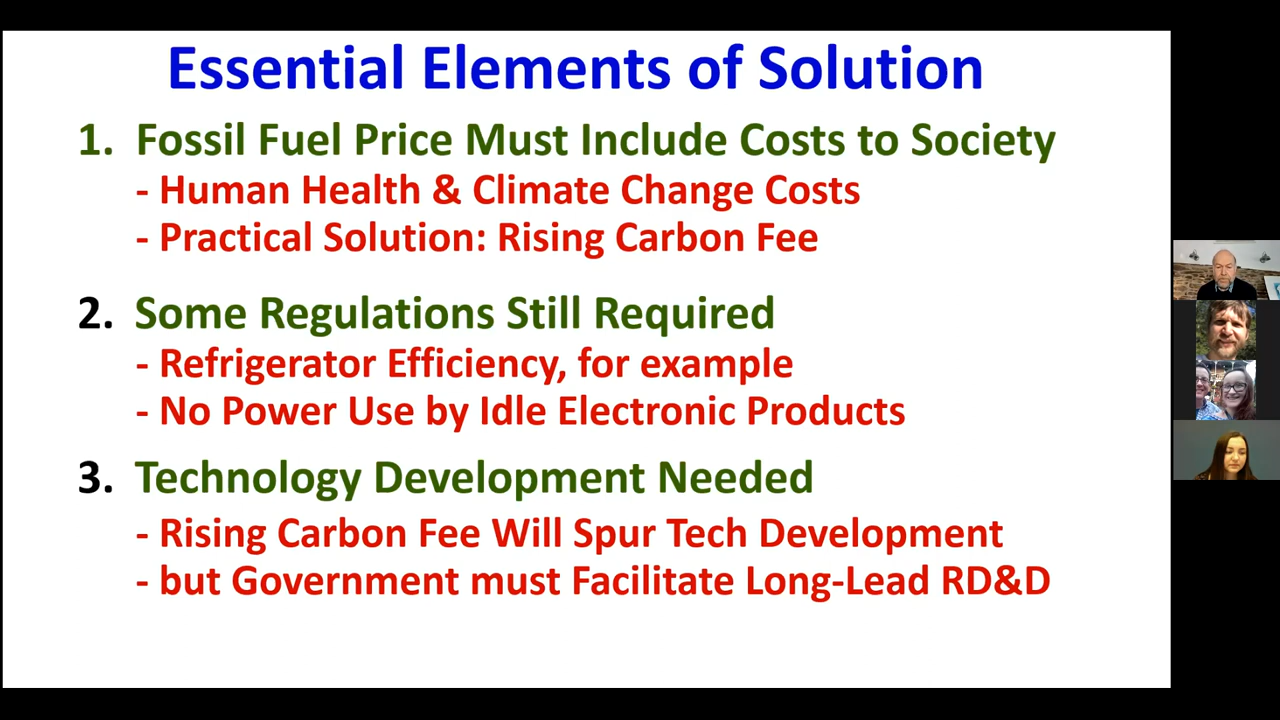 Essential Elements of Solution
1. Fossil Fuel Price Must Include Costs to Society
- Human Health & Climate Change Costs
- Practical Solution: Rising Carbon Fee
2. Some Regulations Still Required
- Refrigerator Efficiency, for example
- No Power Use by Idle Electronic Products
3. Technology Development Needed
- Rising Carbon Fee Will Spur Tech Development
- but Government must Facilitate Long-Lead RD&D